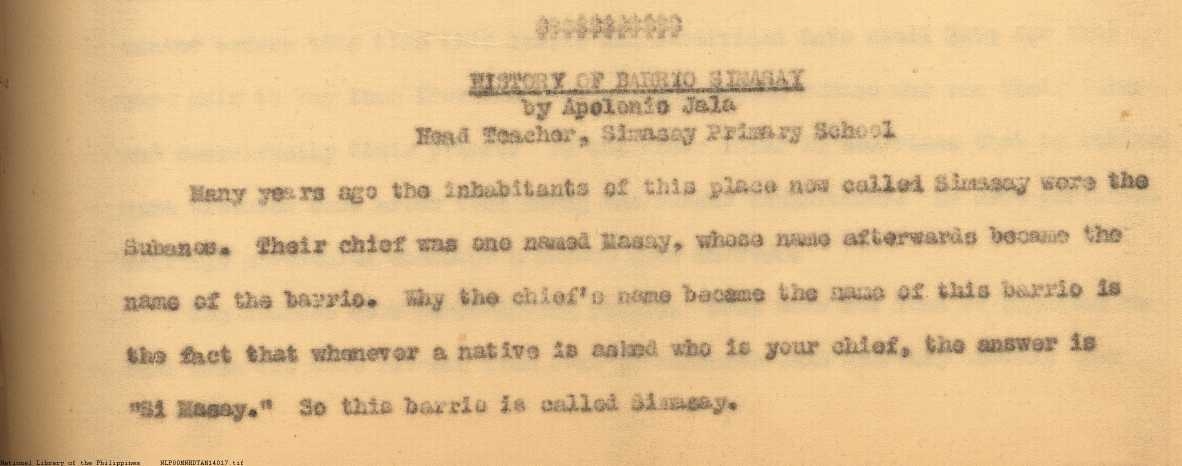 HISTORY OF BARRIO SIMASAY
by Apolonio Jala
Head Teacher, Simasay Primary School
Many years ago the inhabitants of this place now called Simasay were the
Subanos. Their chief was one named Masay, whose name afterwards became the
name of the barrio. Why the chief's name became the name of this barrio is
the fact that whenever a native is asked who is your chief, the answer is
"Si Masay." So this barrio is called Simasay.
National Library of the Philippines NLP00MNHDTAN14017.tif